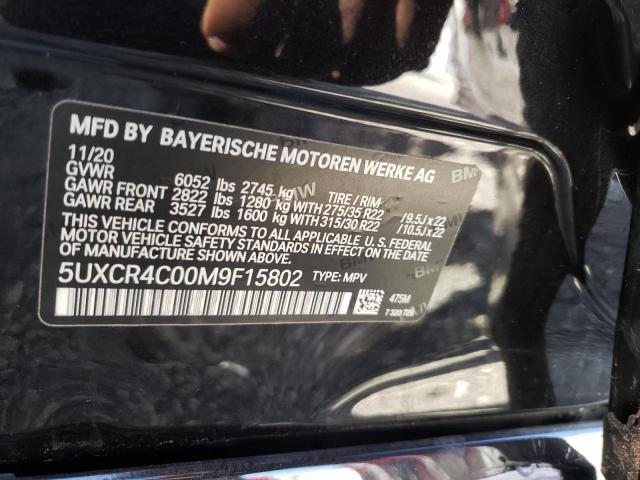 MFD BY BAYERISCHE MOTOREN WERKE AG
11/20
GVWR 6052 lbs 2745 kg TIRE / RIM
GAWR FRONT 2822 lbs 1280 kg WITH 275/35 R22 /9.5J x 22
GAWR REAR 3527 lbs 1600 kg WITH 315/30 R22 /10.5J x 22
THIS VEHICLE CONFORMS TO ALL APPLICABLE U.S. FEDERAL
MOTOR VEHICLE SAFETY STANDARDS IN EFFECT ON THE DATE
OF MANUFACTURE SHOWN ABOVE.
5UXCR4C00M9F15802 TYPE: MPV
475M